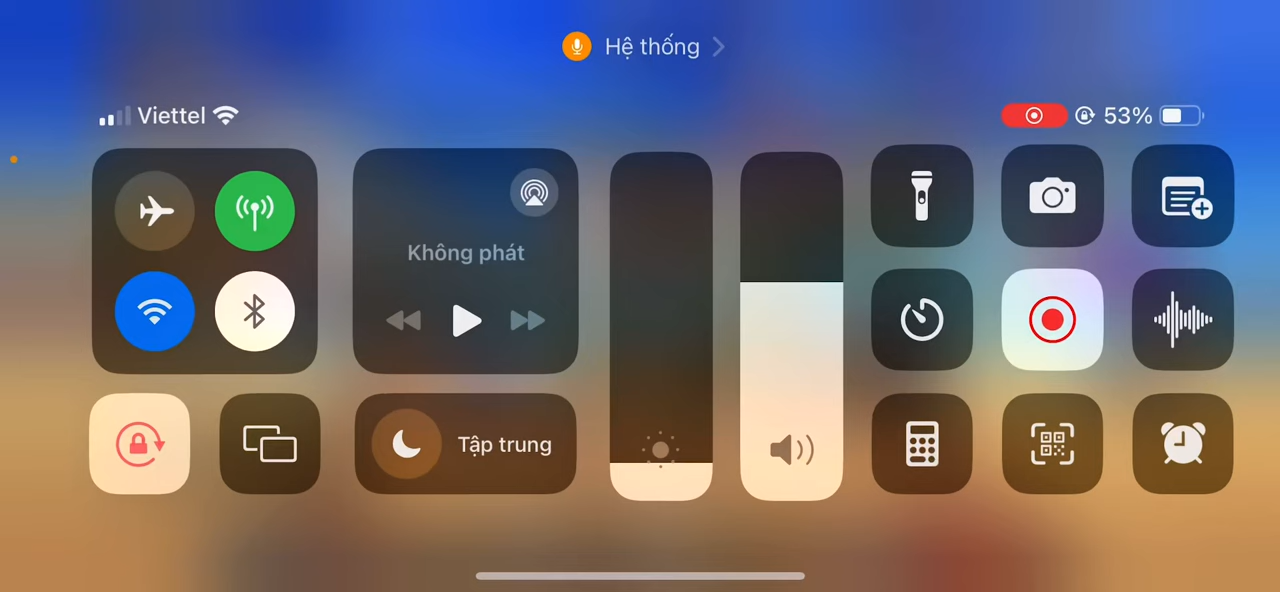 Hệ thống
Viettel
53%
Không phát
Tập trung